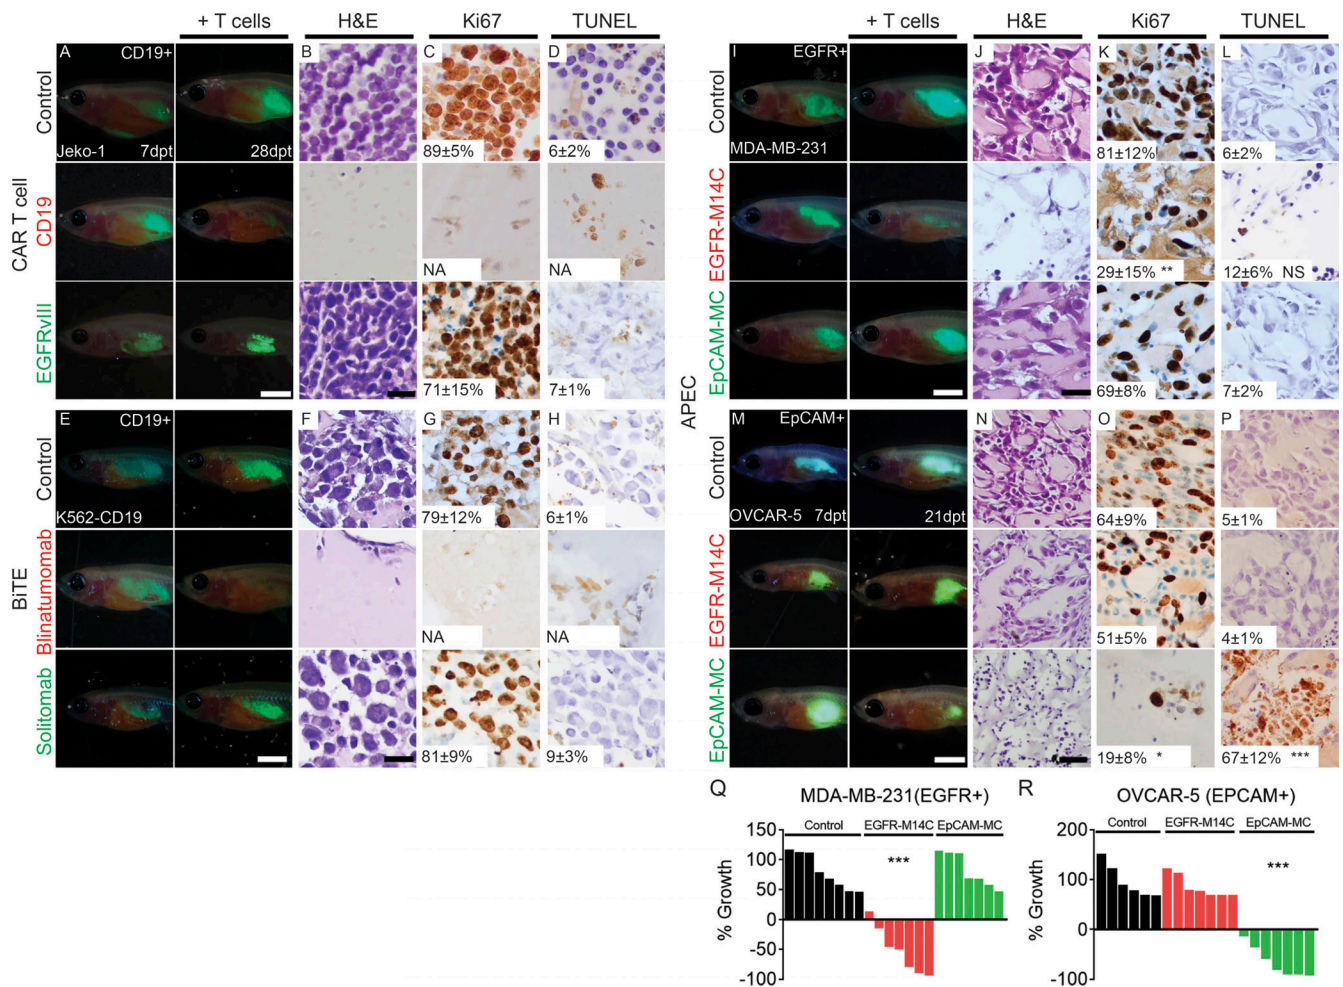 + T cells H&E Ki67 TUNEL
CAR T cell
Control
A CD19+
Jeko-1 7dpt
28dpt
B
C
89±5%
D
6±2%
CD19
NA
NA
EGFRvIII
71±15%
7±1%
BiTE
Control
E CD19+
K562-CD19
F
G
79±12%
H
6±1%
Blinatumomab
NA
NA
Solitomab
81±9%
9±3%
+ T cells H&E Ki67 TUNEL
APEC
Control
I EGFR+
MDA-MB-231
J
K
81±12%
L
6±2%
EGFR-M14C
29±15% **
12±6% NS
EpCAM-MC
69±8%
7±2%
Control
M EpCAM+
OVCAR-5 7dpt
21dpt
N
O
64±9%
P
5±1%
EGFR-M14C
51±5%
4±1%
EpCAM-MC
19±8% *
67±12% ***
Q
MDA-MB-231(EGFR+)
Control EGFR-M14C EpCAM-MC
***
% Growth
150
100
50
0
-50
-100
R
OVCAR-5 (EPCAM+)
Control EGFR-M14C EpCAM-MC
***
% Growth
200
100
0
-100